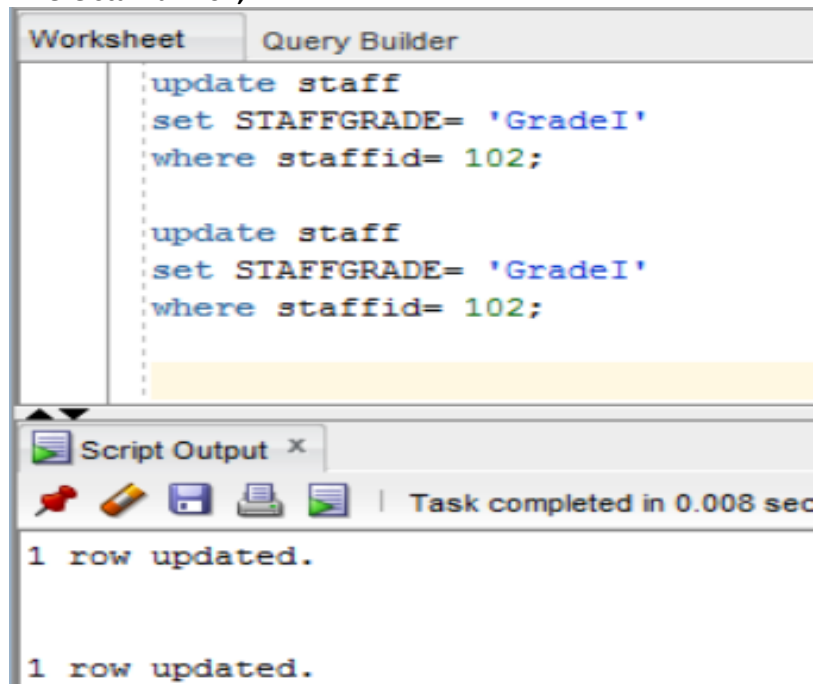 Worksheet Query Builder
update staff
set STAFFGRADE= 'GradeI'
where staffid= 102;
update staff
set STAFFGRADE= 'GradeI'
where staffid= 102;
Script Output ×
Task completed in 0.008 sec
1 row updated.
1 row updated.